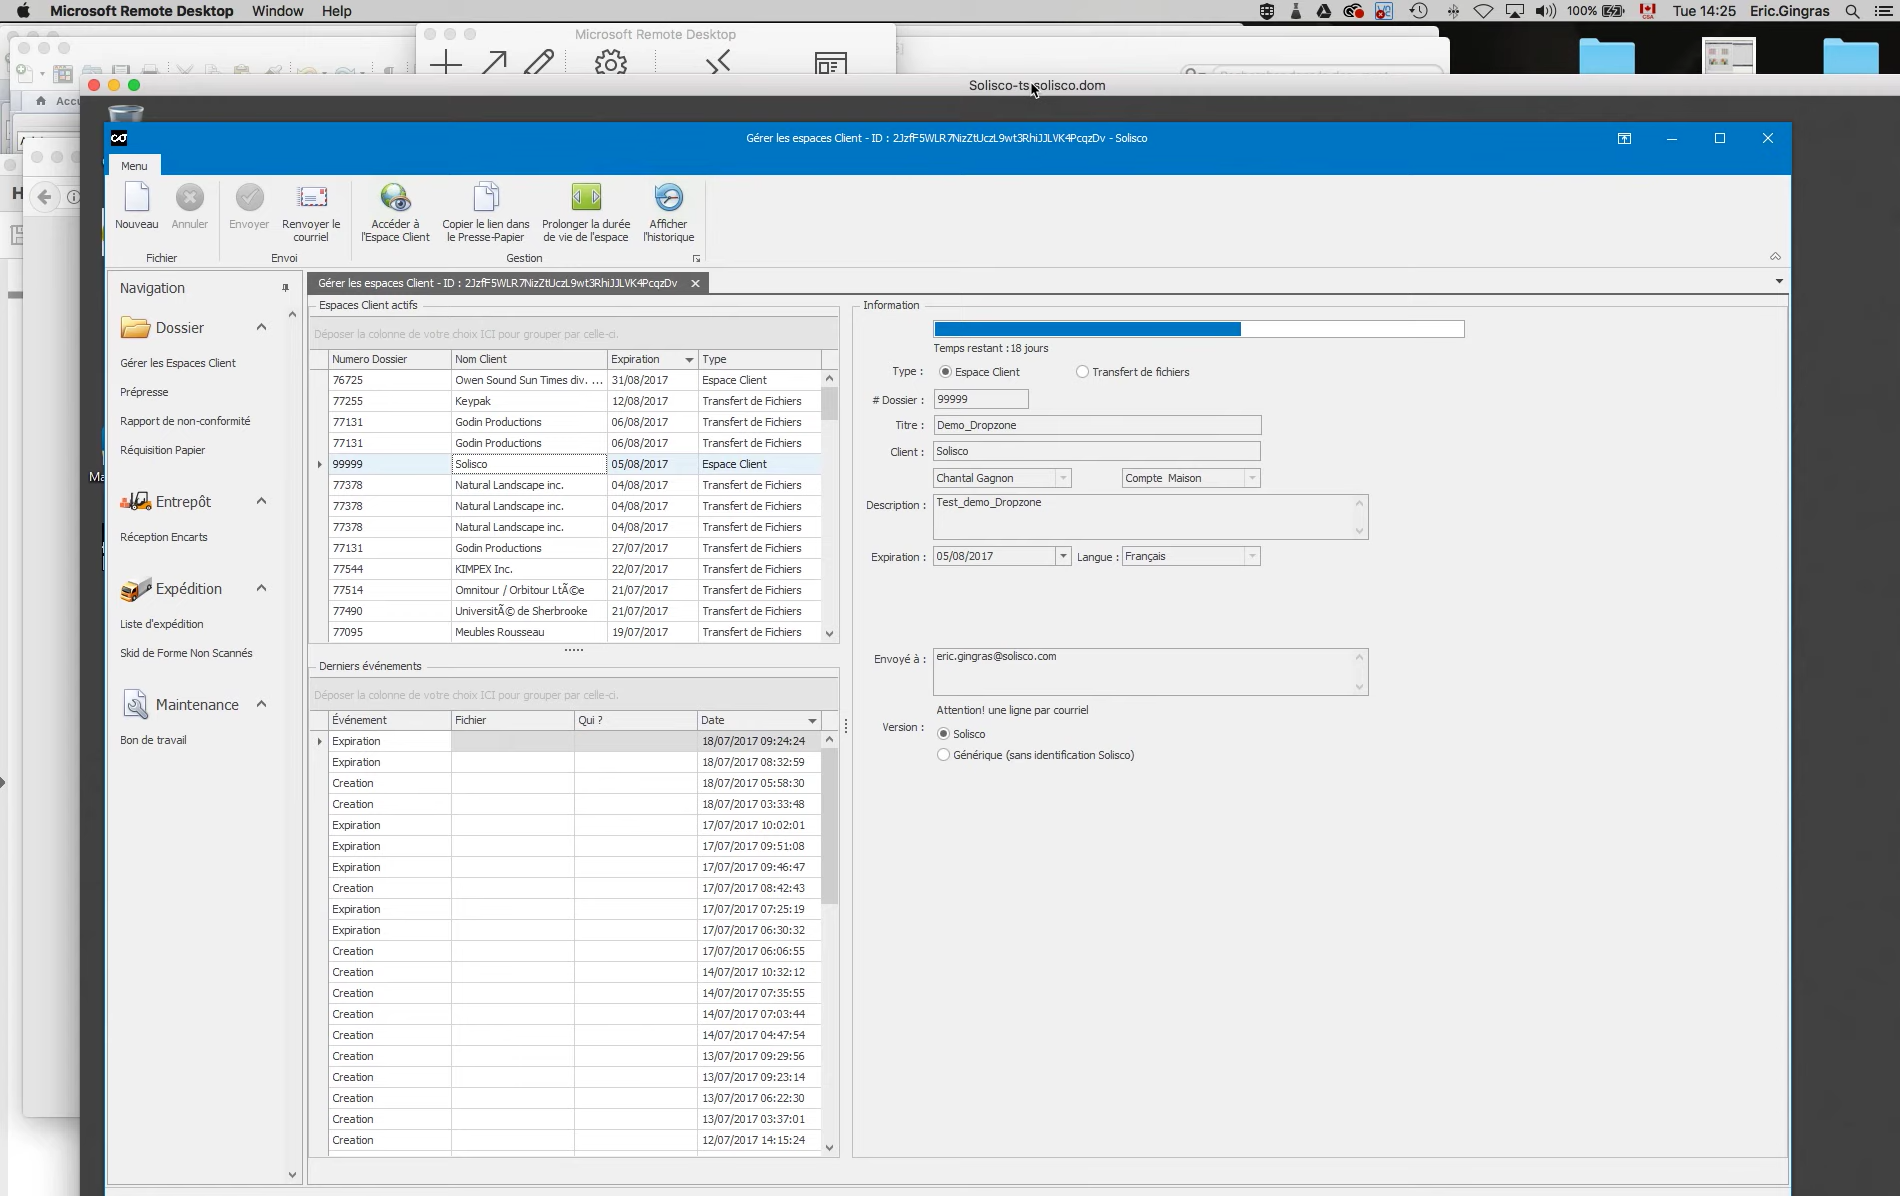 Microsoft Remote Desktop Window Help
100% Tue 14:25 Eric.Gingras
Microsoft Remote Desktop
Accu
Solisco-ts.solisco.dom
Gérer les espaces Client - ID : 2JzfF5WLR7NizZtUczL9wt3RhiJJLVK4PcqzDv - Solisco
Menu
Nouveau
Annuler
Envoyer
Renvoyer le
courriel
Accéder à
l'Espace Client
Copier le lien dans
le Presse-Papier
Prolonger la durée
de vie de l'espace
Afficher
l'historique
Fichier
Envoi
Gestion
Navigation
Dossier
Gérer les Espaces Client
Prépresse
Rapport de non-conformité
Réquisition Papier
Entrepôt
Réception Encarts
Expédition
Liste d'expédition
Skid de Forme Non Scannés
Maintenance
Bon de travail
Gérer les espaces Client - ID : 2JzfF5WLR7NizZtUczL9wt3RhiJJLVK4PcqzDv
Espaces Client actifs
Déposer la colonne de votre choix ICI pour grouper par celle-ci.
Numero Dossier Nom Client Expiration Type
76725 Owen Sound Sun Times div. ... 31/08/2017 Espace Client
77255 Keypak 12/08/2017 Transfert de Fichiers
77131 Godin Productions 06/08/2017 Transfert de Fichiers
77131 Godin Productions 06/08/2017 Transfert de Fichiers
99999 Solisco 05/08/2017 Espace Client
77378 Natural Landscape inc. 04/08/2017 Transfert de Fichiers
77378 Natural Landscape inc. 04/08/2017 Transfert de Fichiers
77378 Natural Landscape inc. 04/08/2017 Transfert de Fichiers
77131 Godin Productions 27/07/2017 Transfert de Fichiers
77544 KIMPEX Inc. 22/07/2017 Transfert de Fichiers
77514 Omnitour / Orbitour LtÃ©e 21/07/2017 Transfert de Fichiers
77490 UniversitÃ© de Sherbrooke 21/07/2017 Transfert de Fichiers
77095 Meubles Rousseau 19/07/2017 Transfert de Fichiers
Derniers événements
Déposer la colonne de votre choix ICI pour grouper par celle-ci.
Événement Fichier Qui ? Date
Expiration 18/07/2017 09:24:24
Expiration 18/07/2017 08:32:59
Creation 18/07/2017 05:58:30
Creation 18/07/2017 03:33:48
Expiration 17/07/2017 10:02:01
Expiration 17/07/2017 09:51:08
Expiration 17/07/2017 09:46:47
Creation 17/07/2017 08:42:43
Expiration 17/07/2017 07:25:19
Expiration 17/07/2017 06:30:32
Creation 17/07/2017 06:06:55
Creation 14/07/2017 10:32:12
Creation 14/07/2017 07:35:55
Creation 14/07/2017 07:03:44
Creation 14/07/2017 04:47:54
Creation 13/07/2017 09:29:56
Creation 13/07/2017 09:23:14
Creation 13/07/2017 06:22:30
Creation 13/07/2017 03:37:01
Creation 12/07/2017 14:15:24
Information
Temps restant :18 jours
Type : Espace Client Transfert de fichiers
# Dossier : 99999
Titre : Demo_Dropzone
Client : Solisco
Chantal Gagnon Compte Maison
Description : Test_demo_Dropzone
Expiration : 05/08/2017 Langue : Français
Envoyé à : eric.gingras@solisco.com
Attention! une ligne par courriel
Version : Solisco
Générique (sans identification Solisco)